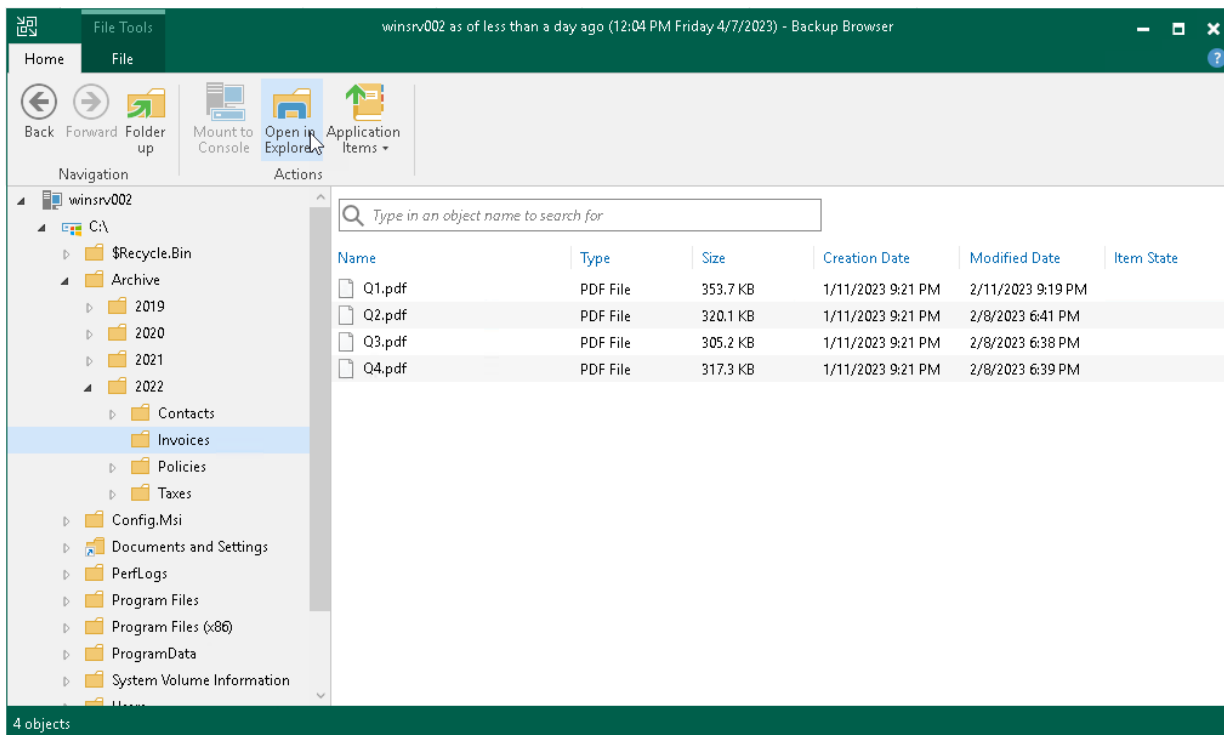 File Tools
winsrv002 as of less than a day ago (12:04 PM Friday 4/7/2023) - Backup Browser
Home
File
?
Back
Forward
Folder
up
Mount to
Console
Open in
Explorer
Application
Items
Navigation
Actions
winsrv002
C:\
$Recycle.Bin
Archive
2019
2020
2021
2022
Contacts
Invoices
Policies
Taxes
Config.Msi
Documents and Settings
PerfLogs
Program Files
Program Files (x86)
ProgramData
System Volume Information
Type in an object name to search for
Name Type Size Creation Date Modified Date Item State
Q1.pdf PDF File 353.7 KB 1/11/2023 9:21 PM 2/11/2023 9:19 PM
Q2.pdf PDF File 320.1 KB 1/11/2023 9:21 PM 2/8/2023 6:41 PM
Q3.pdf PDF File 305.2 KB 1/11/2023 9:21 PM 2/8/2023 6:38 PM
Q4.pdf PDF File 317.3 KB 1/11/2023 9:21 PM 2/8/2023 6:39 PM
4 objects